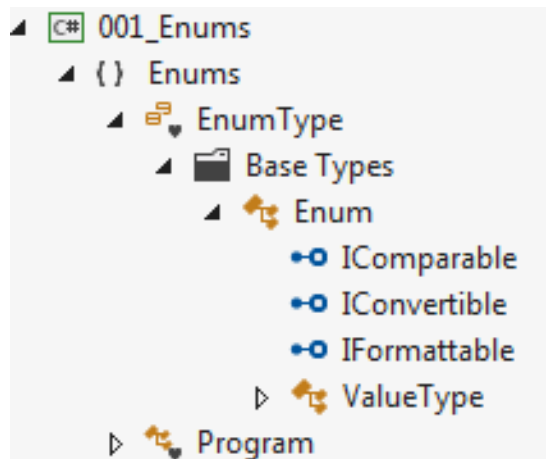 C# 001_Enums
{ } Enums
EnumType
Base Types
Enum
IComparable
IConvertible
IFormattable
ValueType
Program